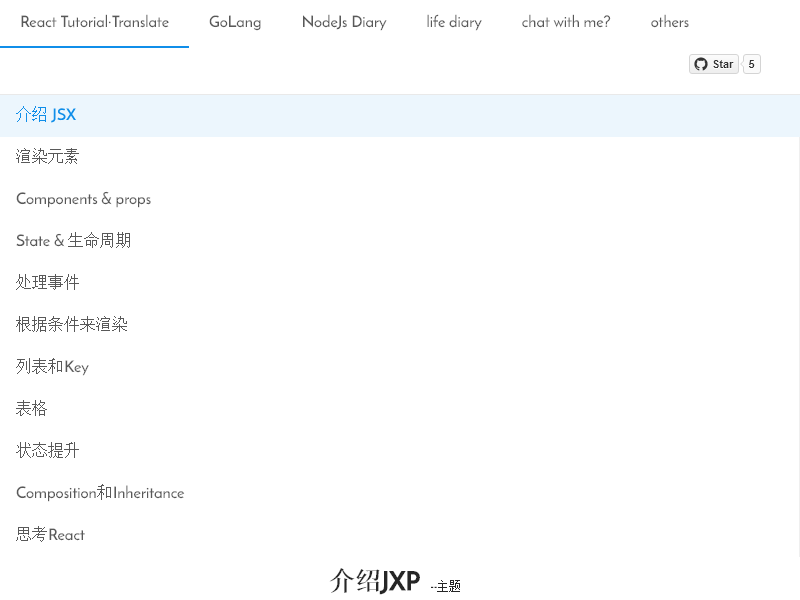 React Tutorial·Translate GoLang NodeJs Diary life diary chat with me? others
Star 5
介绍 JSX
渲染元素
Components & props
State & 生命周期
处理事件
根据条件来渲染
列表和Key
表格
状态提升
Composition和Inheritance
思考React
介绍JXP --主题